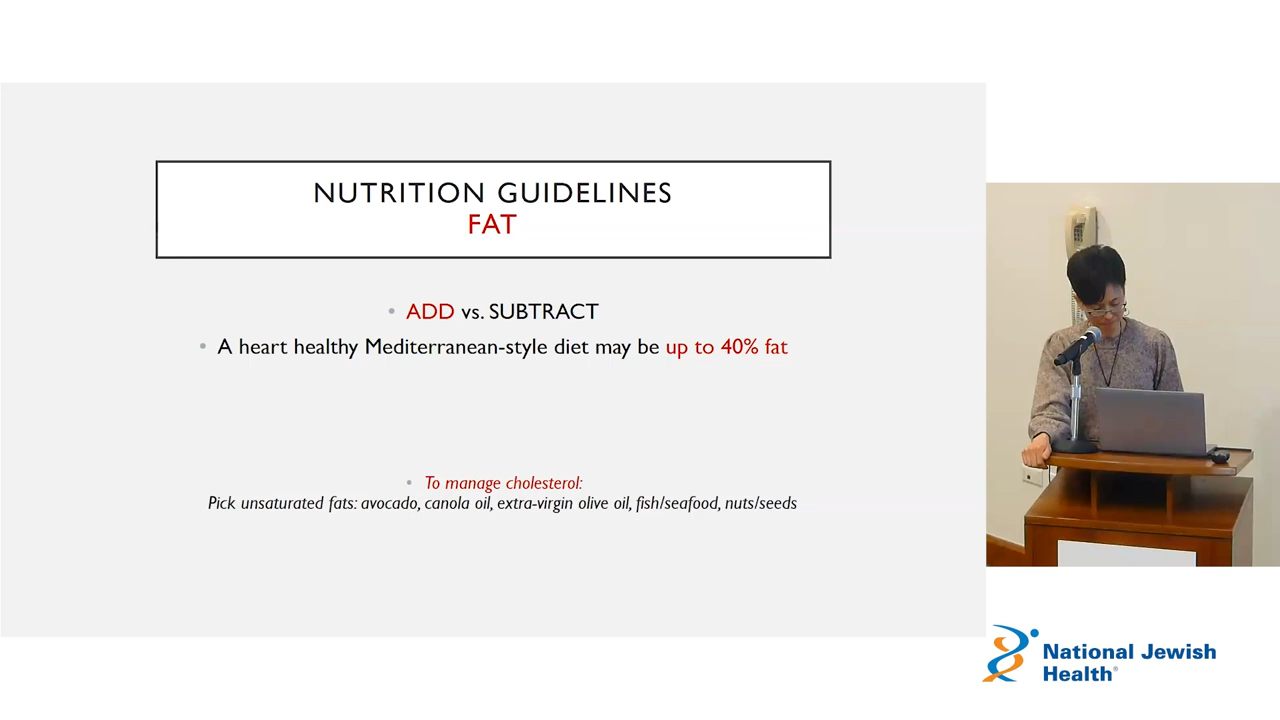 NUTRITION GUIDELINES
FAT
• ADD vs. SUBTRACT
• A heart healthy Mediterranean-style diet may be up to 40% fat
• To manage cholesterol:
Pick unsaturated fats: avocado, canola oil, extra-virgin olive oil, fish/seafood, nuts/seeds
National Jewish
Health®